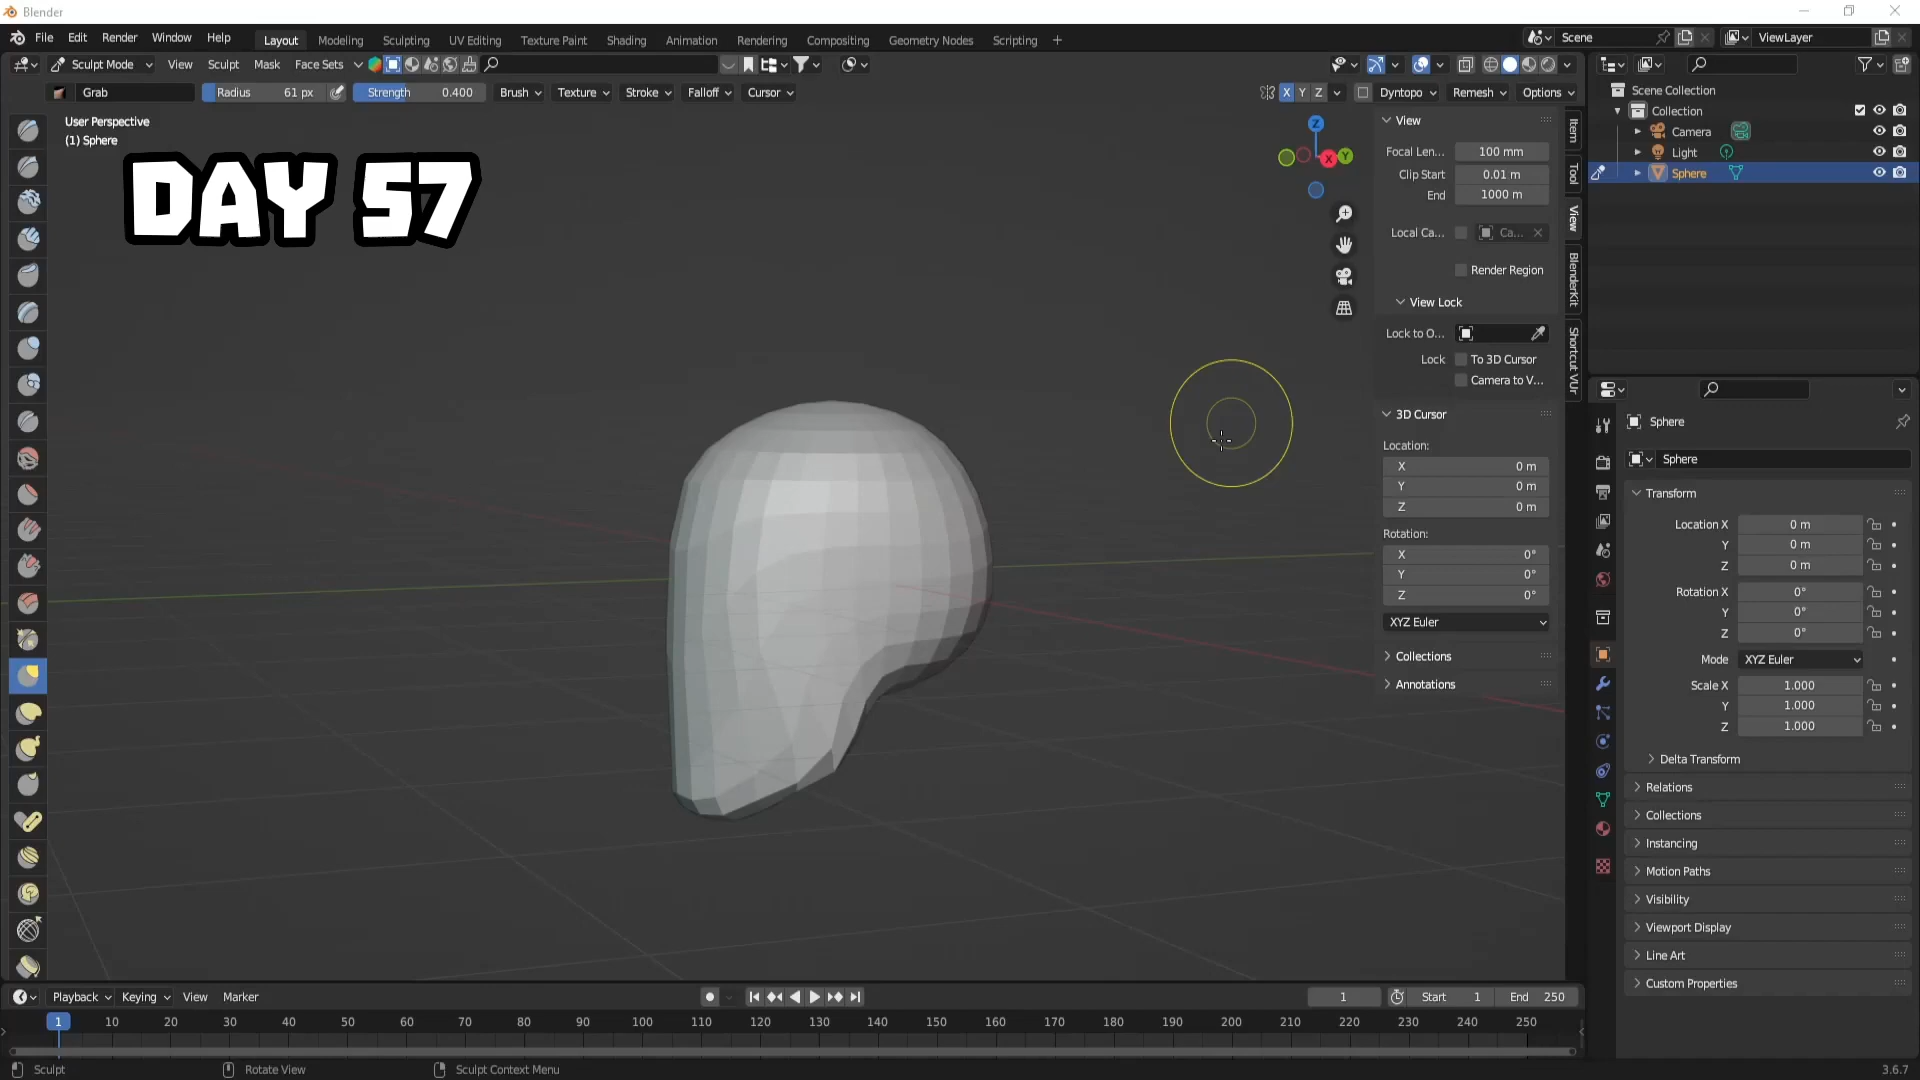 Blender
File Edit Render Window Help
Layout Modeling Sculpting UV Editing Texture Paint Shading Animation Rendering Compositing Geometry Nodes Scripting +
Scene
ViewLayer
Sculpt Mode View Sculpt Mask Face Sets
Grab Radius 61 px Strength 0.400 Brush Texture Stroke Falloff Cursor
X Y Z Dyntopo Remesh Options
User Perspective
(1) Sphere
DAY 57
Z
X
Y
View
Focal Len... 100 mm
Clip Start 0.01 m
End 1000 m
Local Ca... Ca...
Render Region
View Lock
Lock to O...
Lock To 3D Cursor
Camera to V...
3D Cursor
Location:
X 0 m
Y 0 m
Z 0 m
Rotation:
X 0°
Y 0°
Z 0°
XYZ Euler
Collections
Annotations
Item
Tool
View
BlenderKit
Shortcut VUr
Scene Collection
Collection
Camera
Light
Sphere
Sphere
Sphere
Transform
Location X 0 m
Y 0 m
Z 0 m
Rotation X 0°
Y 0°
Z 0°
Mode XYZ Euler
Scale X 1.000
Y 1.000
Z 1.000
Delta Transform
Relations
Collections
Instancing
Motion Paths
Visibility
Viewport Display
Line Art
Custom Properties
Playback Keying View Marker
1 Start 1 End 250
1 10 20 30 40 50 60 70 80 90 100 110 120 130 140 150 160 170 180 190 200 210 220 230 240 250
Sculpt Rotate View Sculpt Context Menu 3.6.7